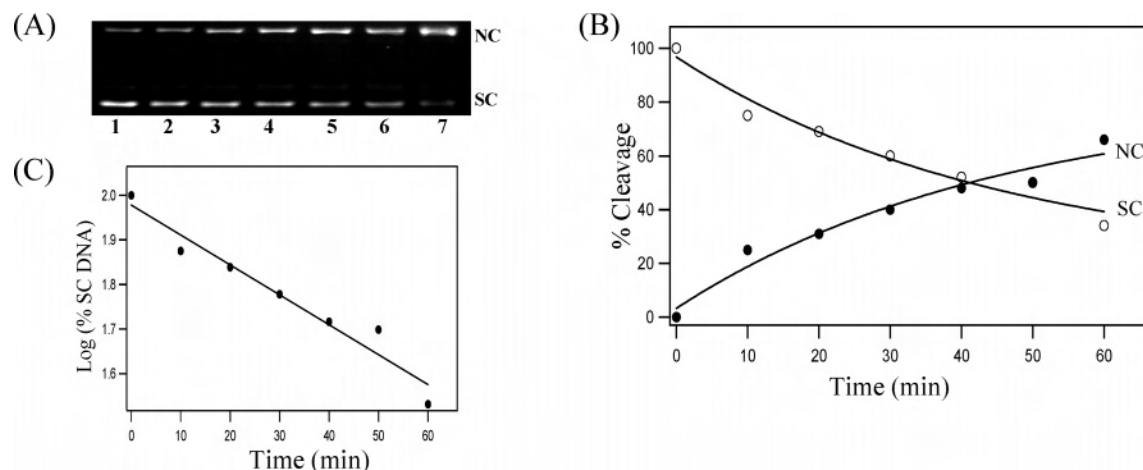 (A)
NC
SC
1 2 3 4 5 6 7
(B)
% Cleavage
100
80
60
40
20
0
NC
SC
0 10 20 30 40 50 60
Time (min)
(C)
Log (% SC DNA)
2.0
1.9
1.8
1.7
1.6
0 10 20 30 40 50 60
Time (min)